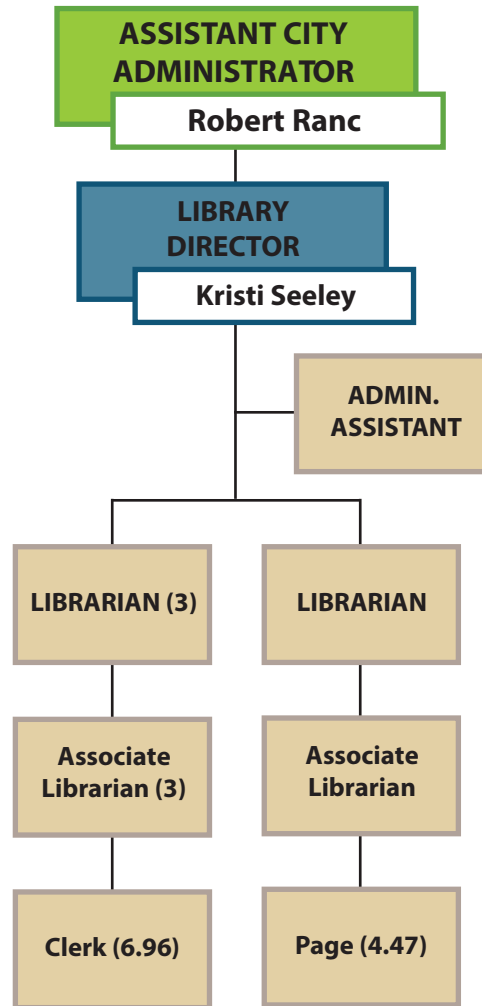 ASSISTANT CITY
ADMINISTRATOR
Robert Ranc
LIBRARY
DIRECTOR
Kristi Seeley
ADMIN.
ASSISTANT
LIBRARIAN (3)
LIBRARIAN
Associate
Librarian (3)
Associate
Librarian
Clerk (6.96)
Page (4.47)